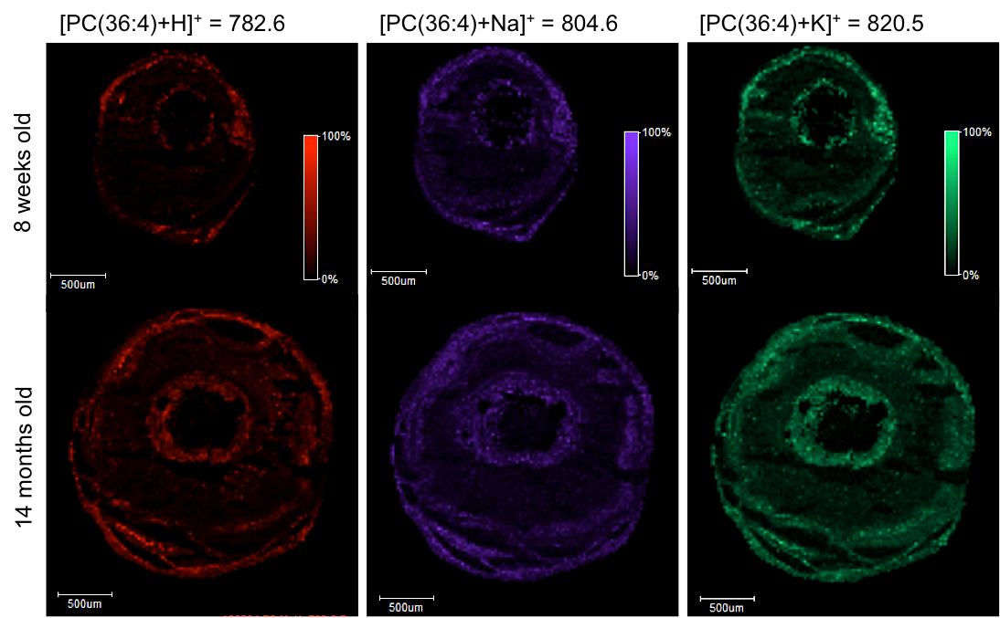 [PC(36:4)+H]⁺ = 782.6
[PC(36:4)+Na]⁺ = 804.6
[PC(36:4)+K]⁺ = 820.5
8 weeks old
100%
0%
500um
100%
0%
500um
100%
0%
500um
14 months old
500um
500um
500um